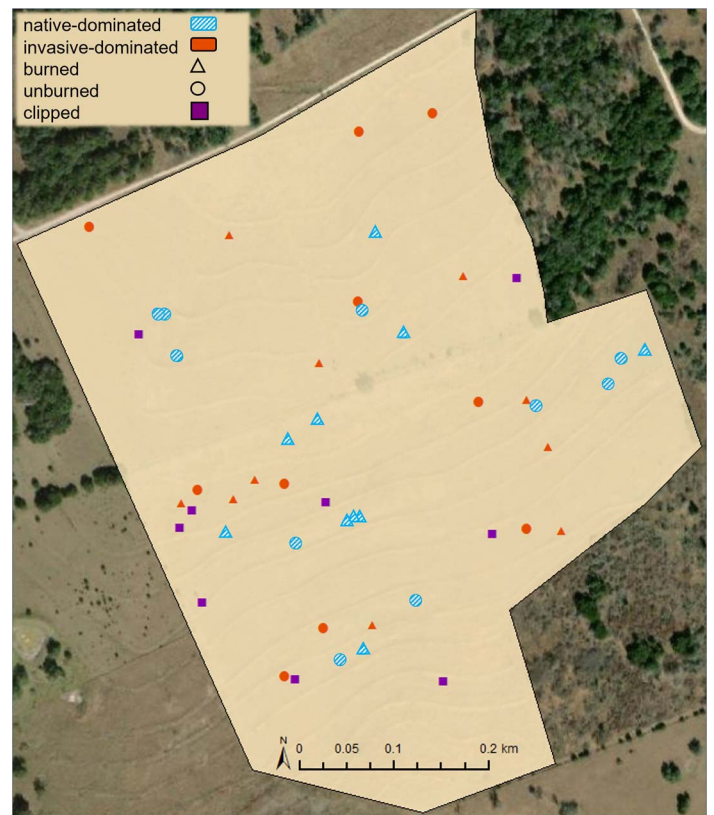 native-dominated
invasive-dominated
burned
unburned
clipped
N
0 0.05 0.1 0.2 km